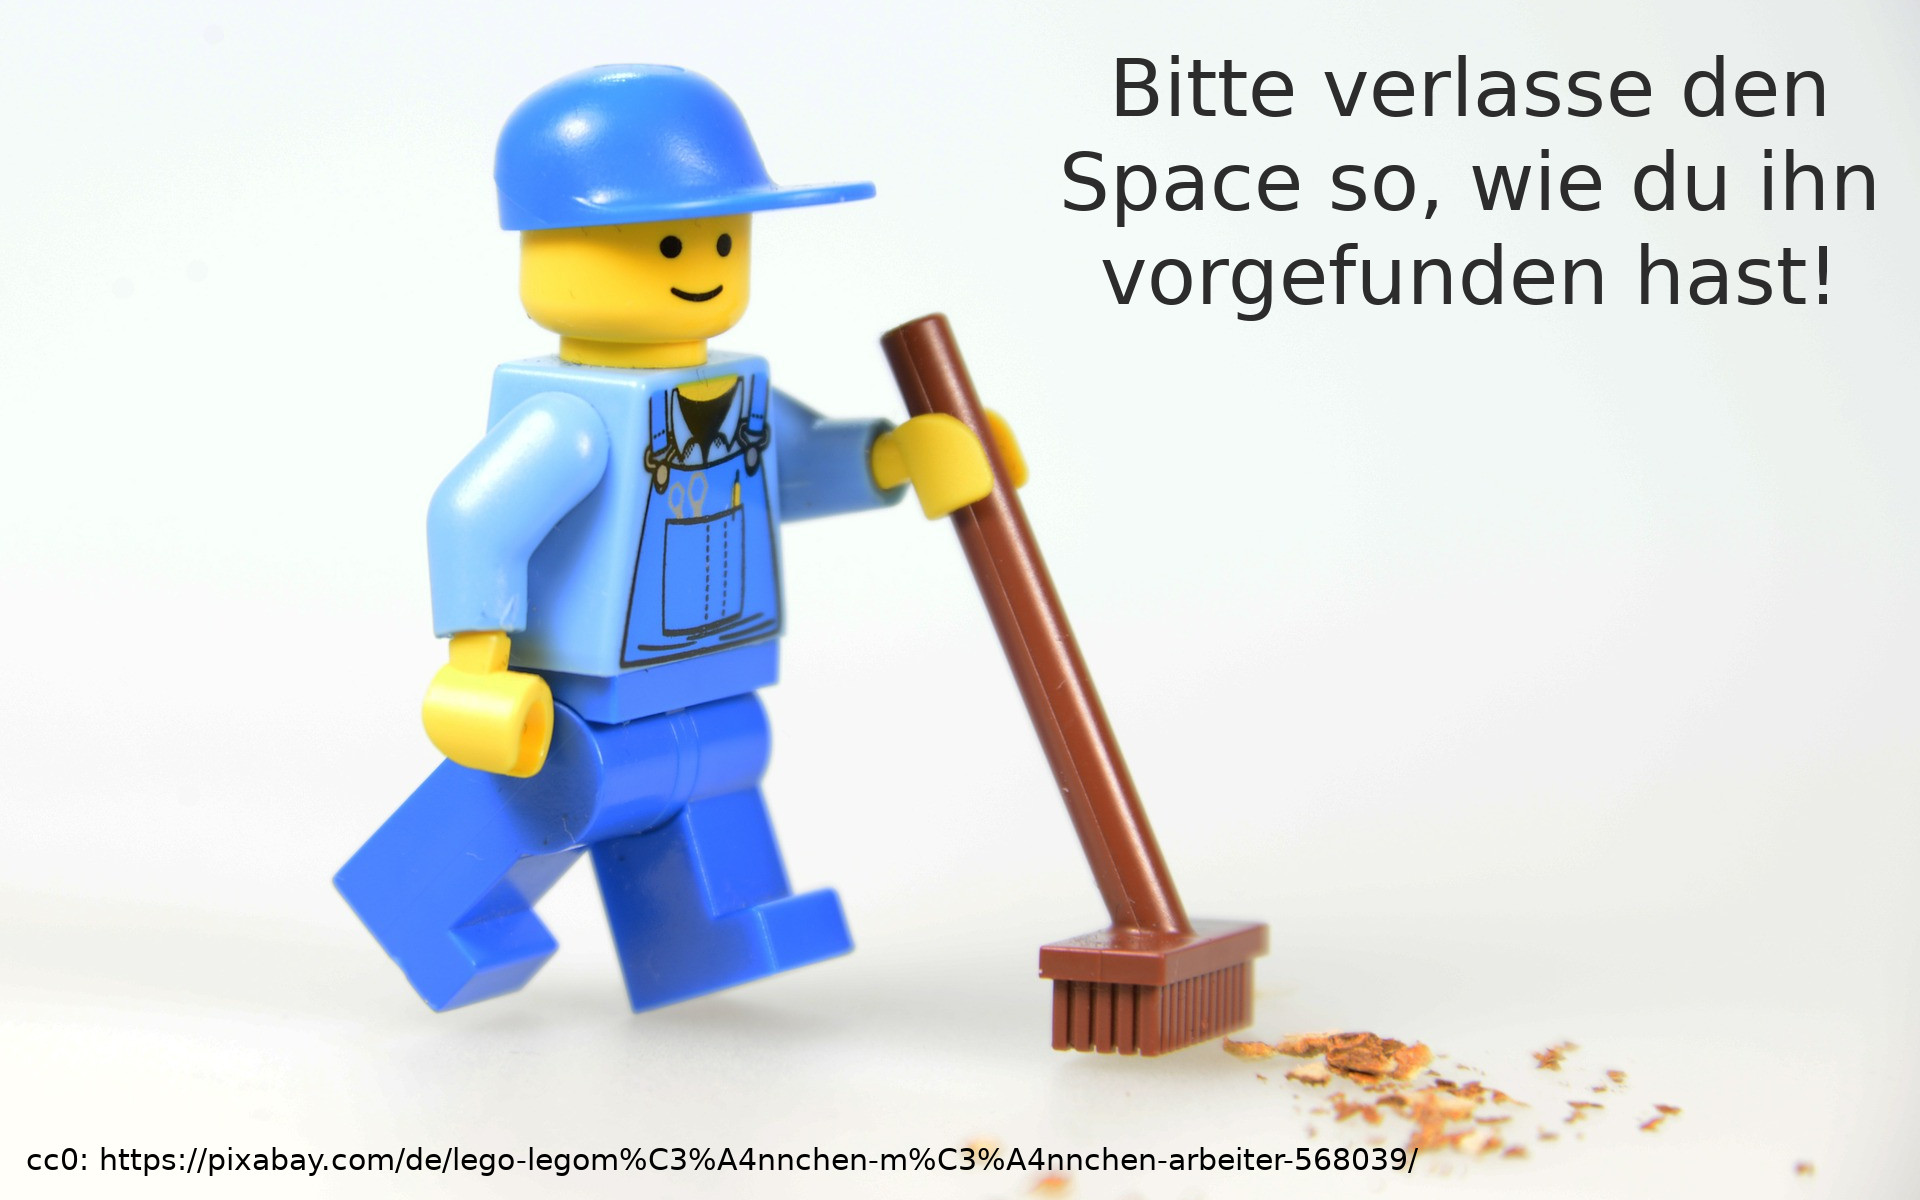 Bitte verlasse den
Space so, wie du ihn
vorgefunden hast!
cc0: https://pixabay.com/de/lego-legom%C3%A4nnchen-m%C3%A4nnchen-arbeiter-568039/